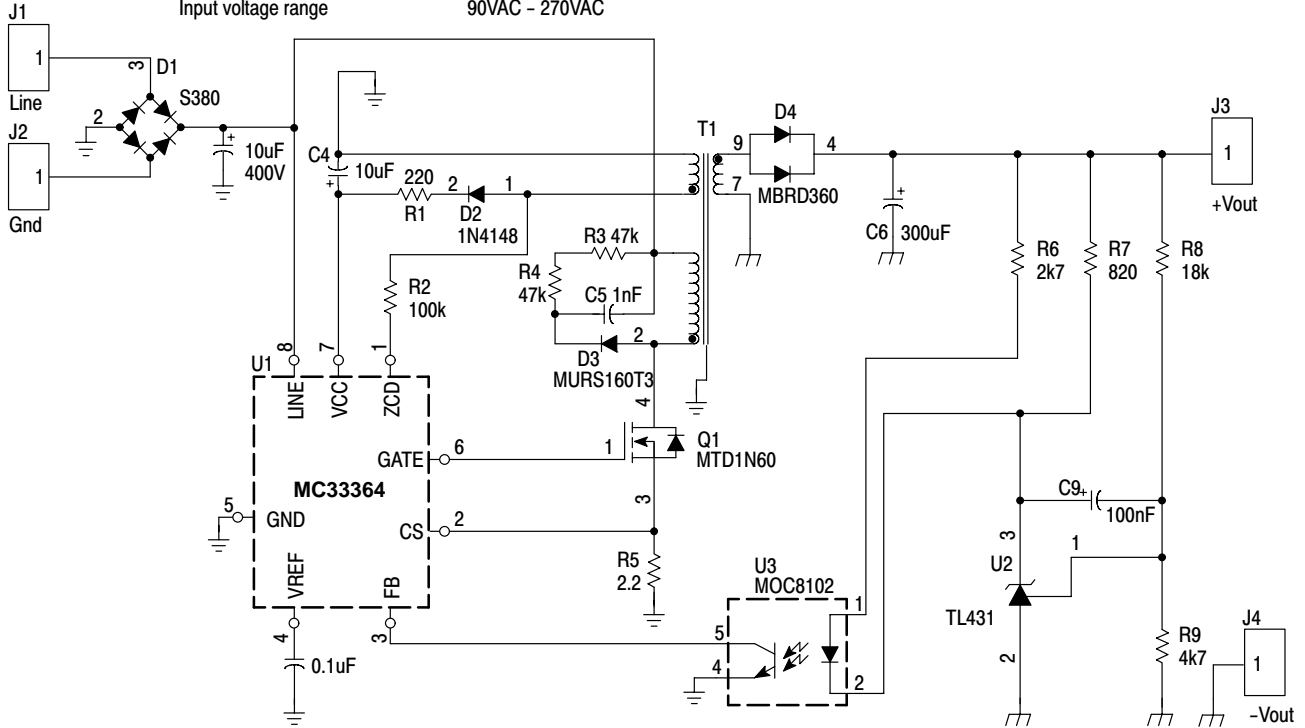 Input voltage range 90VAC – 270VAC
J1
1
Line
J2
1
Gnd
3
D1
2
S380
+
10uF
400V
C4
10uF
+
220
R1
2
1
D2
1N4148
T1
9
7
D4
4
MBRD360
+
C6 300uF
J3
1
+Vout
R3 47k
R4
47k
C5 1nF
2
D3
MURS160T3
R2
100k
R6
2k7
R7
820
R8
18k
U1
8
7
1
LINE
VCC
ZCD
4
GATE
6
1
Q1
MTD1N60
MC33364
5
GND
CS
2
3
VREF
FB
4
3
0.1uF
R5
2.2
U3
MOC8102
5
4
1
2
C9
+
100nF
3
U2
1
TL431
2
R9
4k7
J4
1
–Vout